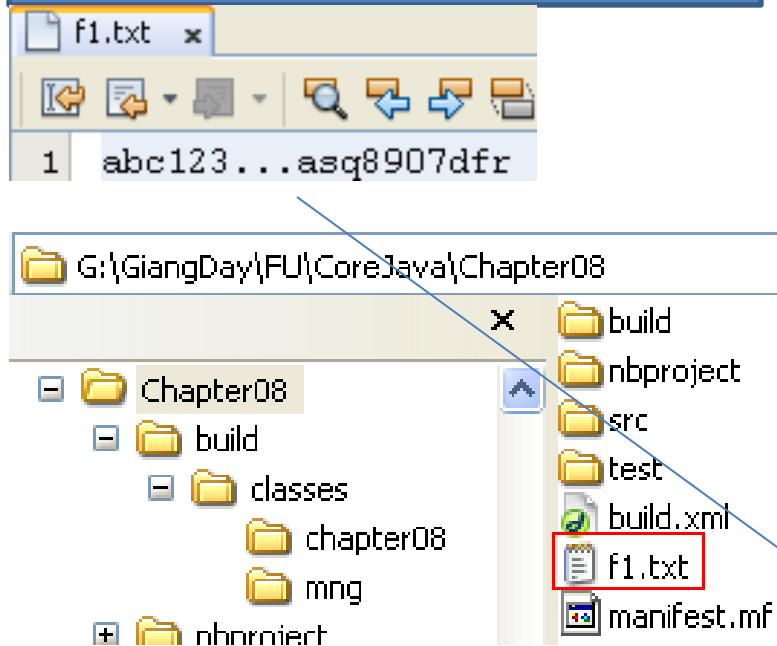 f1.txt x
1 abc123...asq8907dfr
G:\GiangDay\FU\CoreJava\Chapter08
Chapter08
build
classes
chapter08
mng
nbproject
build
nbproject
src
test
build.xml
f1.txt
manifest.mf